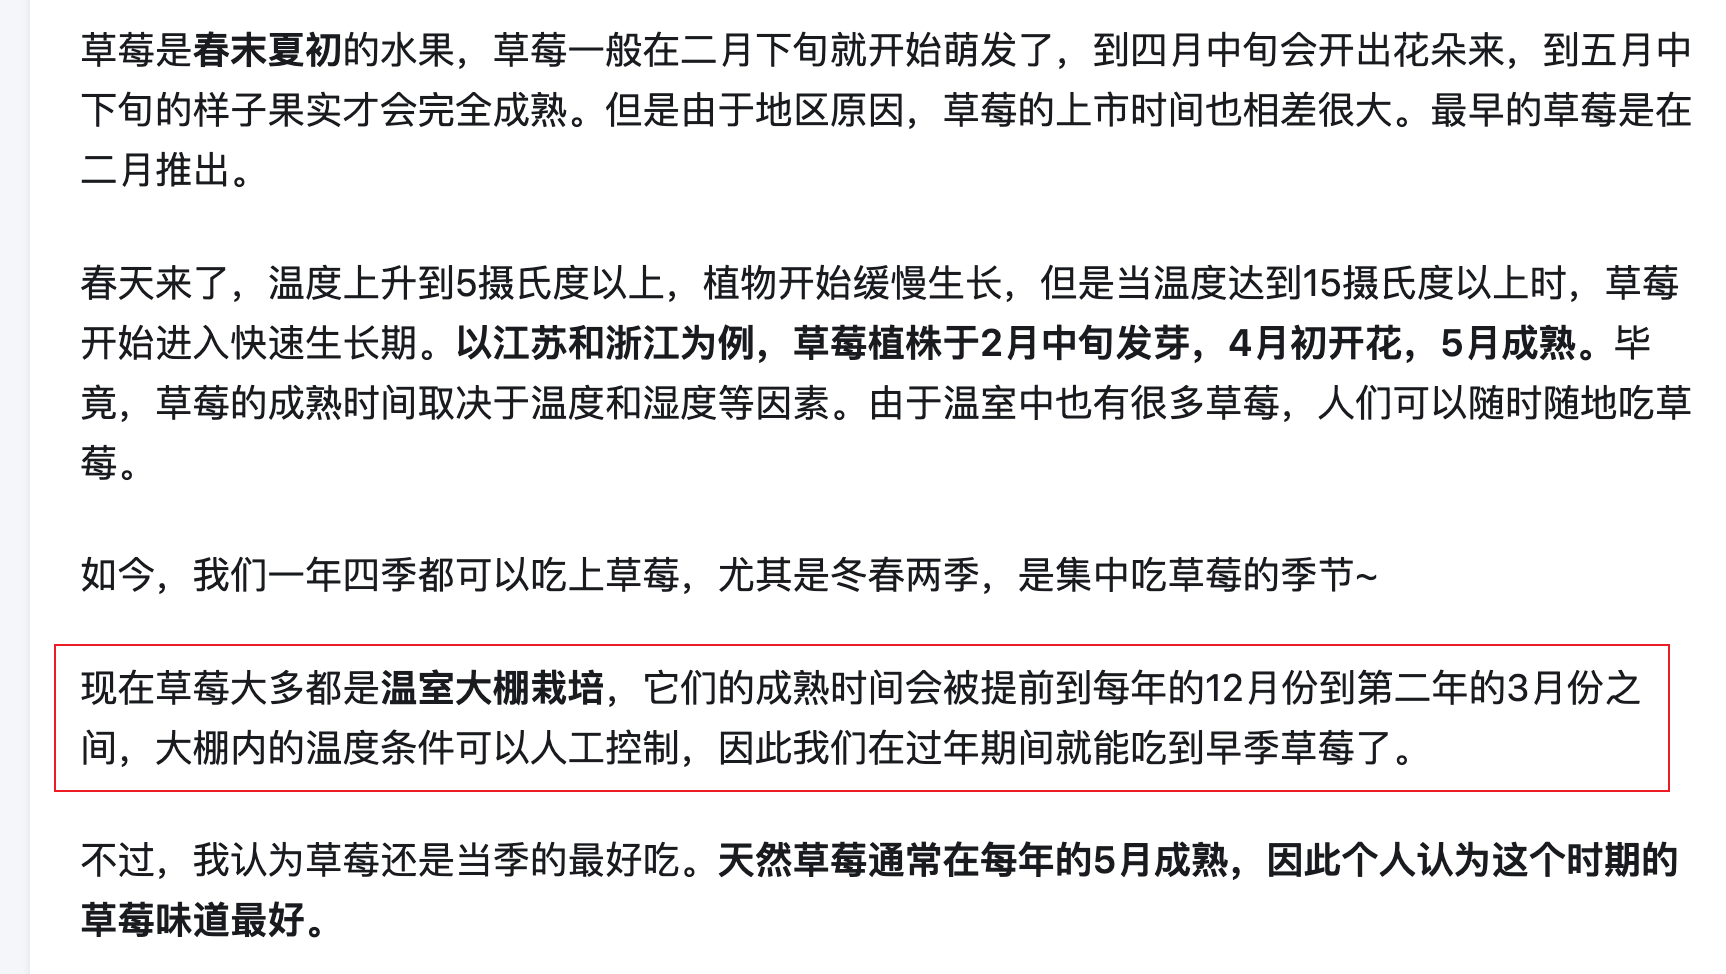 草莓是春末夏初的水果，草莓一般在二月下旬就开始萌发了，到四月中旬会开出花朵来，到五月中
下旬的样子果实才会完全成熟。但是由于地区原因，草莓的上市时间也相差很大。最早的草莓是在
二月推出。
春天来了，温度上升到5摄氏度以上，植物开始缓慢生长，但是当温度达到15摄氏度以上时，草莓
开始进入快速生长期。以江苏和浙江为例，草莓植株于2月中旬发芽，4月初开花，5月成熟。毕
竟，草莓的成熟时间取决于温度和湿度等因素。由于温室中也有很多草莓，人们可以随时随地吃草
莓。
如今，我们一年四季都可以吃上草莓，尤其是冬春两季，是集中吃草莓的季节~
现在草莓大多都是温室大棚栽培，它们的成熟时间会被提前到每年的12月份到第二年的3月份之
间，大棚内的温度条件可以人工控制，因此我们在过年期间就能吃到早季草莓了。
不过，我认为草莓还是当季的最好吃。天然草莓通常在每年的5月成熟，因此个人认为这个时期的
草莓味道最好。